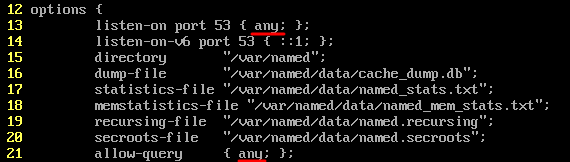 12 options {
13 listen-on port 53 { any; };
14 listen-on-v6 port 53 { ::1; };
15 directory "/var/named";
16 dump-file "/var/named/data/cache_dump.db";
17 statistics-file "/var/named/data/named_stats.txt";
18 memstatistics-file "/var/named/data/named_mem_stats.txt";
19 recursing-file "/var/named/data/named.recursing";
20 secroots-file "/var/named/data/named.secroots";
21 allow-query { any; };